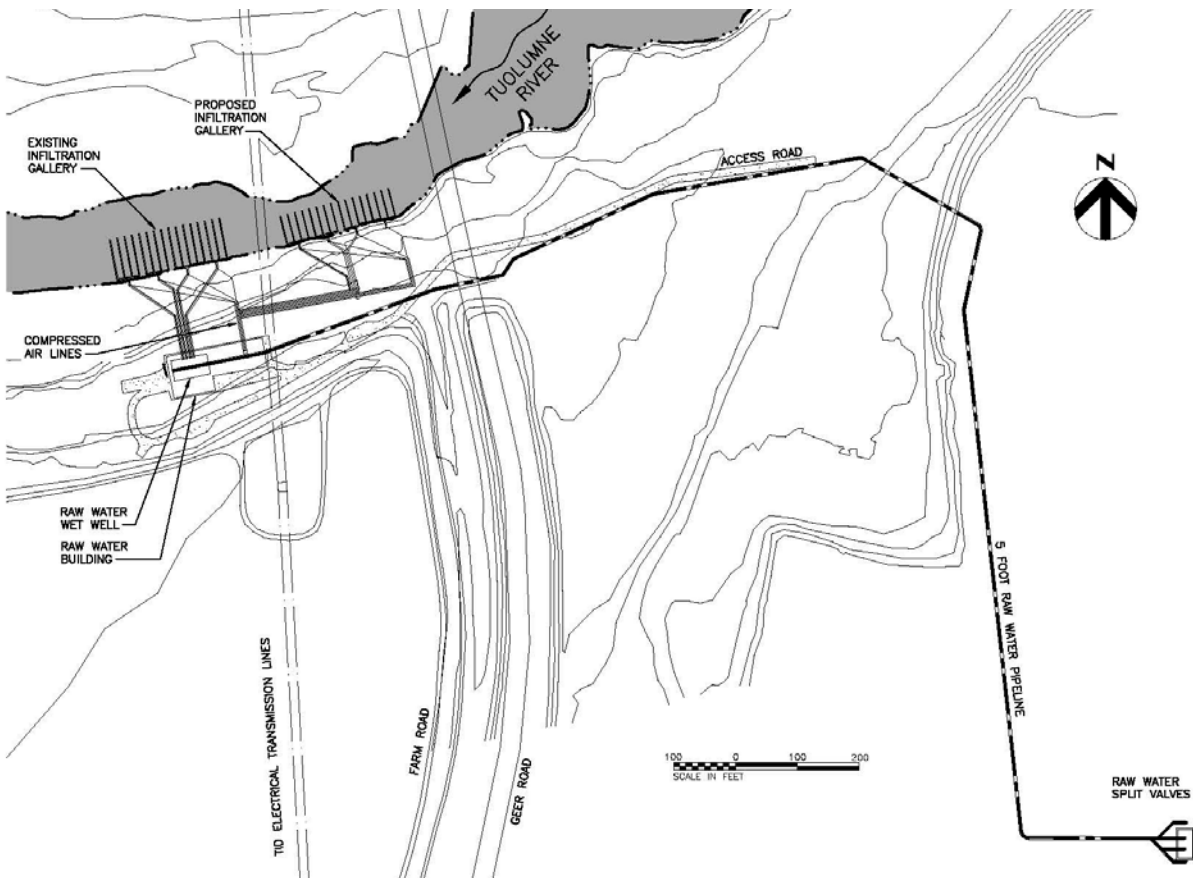 TUOLUMNE
RIVER
PROPOSED
INFILTRATION
GALLERY
EXISTING
INFILTRATION
GALLERY
ACCESS ROAD
N
COMPRESSED
AIR LINES
RAW WATER
WET WELL
RAW WATER
BUILDING
TID ELECTRICAL TRANSMISSION LINES
FARM ROAD
GEER ROAD
5 FOOT RAW WATER PIPELINE
100 0 100 200
SCALE IN FEET
RAW WATER
SPLIT VALVES